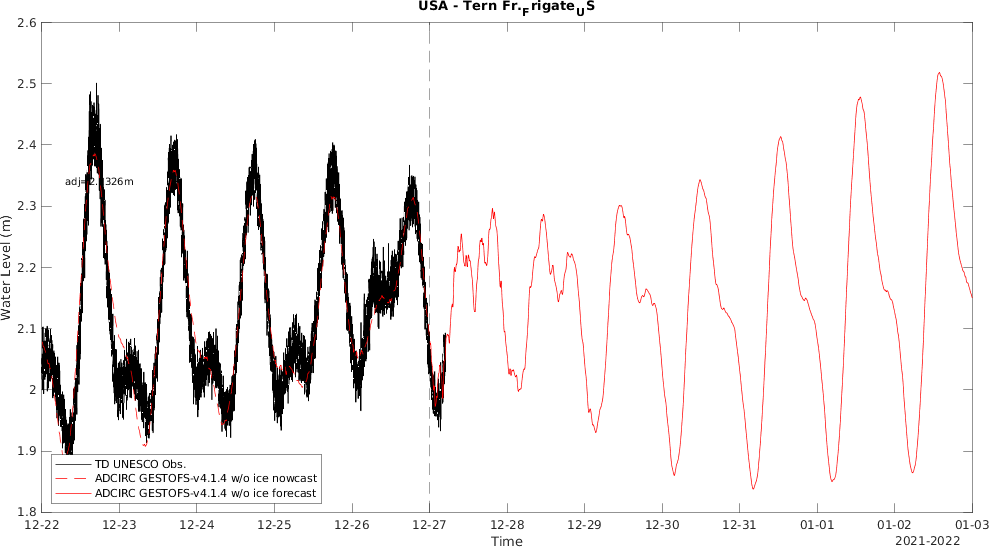 USA - Tern Fr.FrigateUS
2.6
2.5
2.4
2.3
2.2
2.1
2
1.9
1.8
Water Level (m)
TD UNESCO Obs.
ADCIRC GESTOFS-v4.1.4 w/o ice nowcast
ADCIRC GESTOFS-v4.1.4 w/o ice forecast
12-22 12-23 12-24 12-25 12-26 12-27 12-28 12-29 12-30 12-31 01-01 01-02 01-03
Time
2021-2022